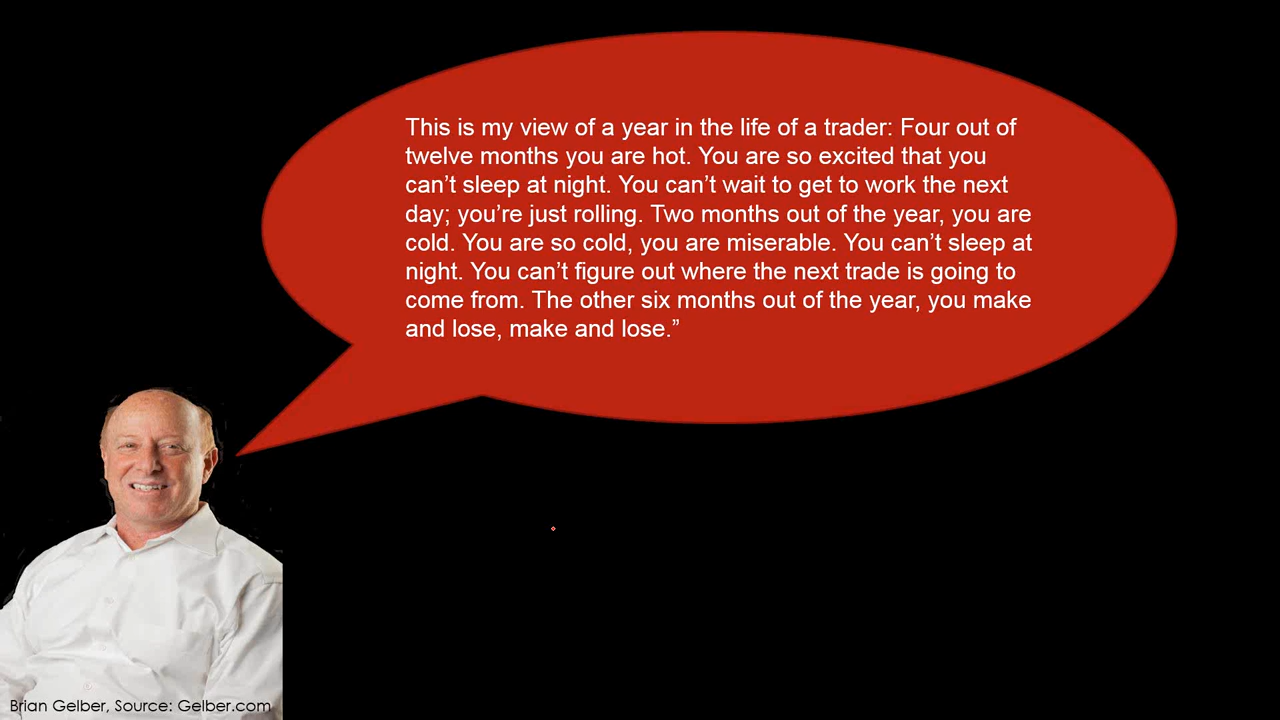 This is my view of a year in the life of a trader: Four out of
twelve months you are hot. You are so excited that you
can’t sleep at night. You can’t wait to get to work the next
day; you’re just rolling. Two months out of the year, you are
cold. You are so cold, you are miserable. You can’t sleep at
night. You can’t figure out where the next trade is going to
come from. The other six months out of the year, you make
and lose, make and lose.”
Brian Gelber, Source: Gelber.com